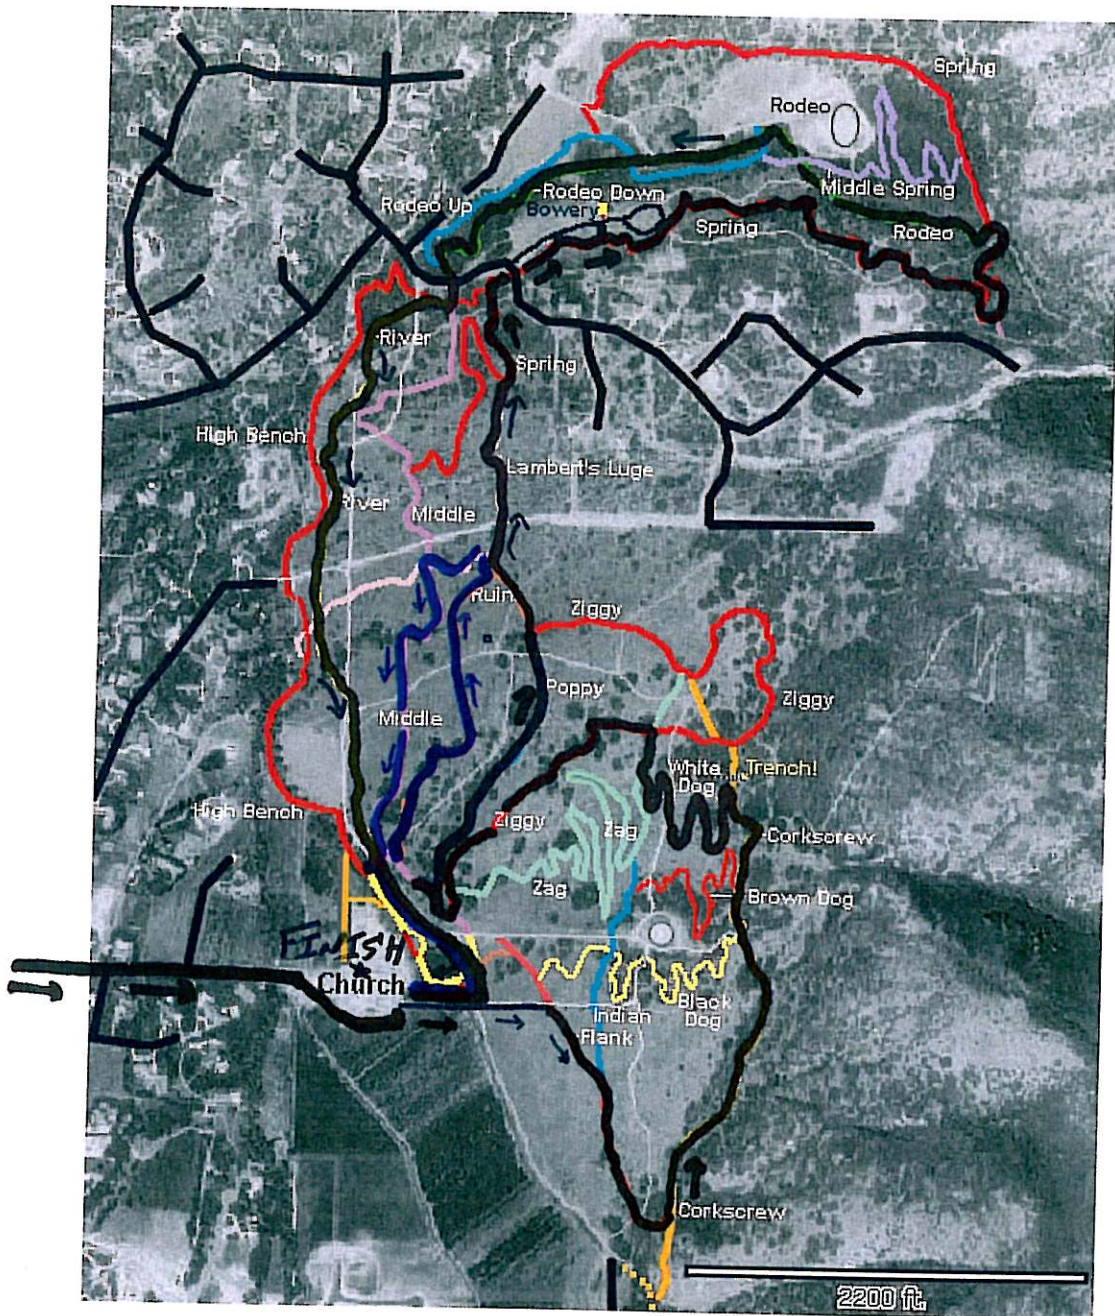 Spring
Rodeo
Middle Spring
Rodeo Down
Rodeo Up
Bowery
Spring
Rodeo
River
Spring
High Bench
Lambert's Luge
River
Middle
Ruin
Ziggy
Poppy
Ziggy
Middle
White
Dog
Trench!
High Bench
Ziggy
Zag
Corkscrew
Zag
Brown Dog
FINISH
Church
Black
Dog
Indian
Flank
Corkscrew
2200 ft.